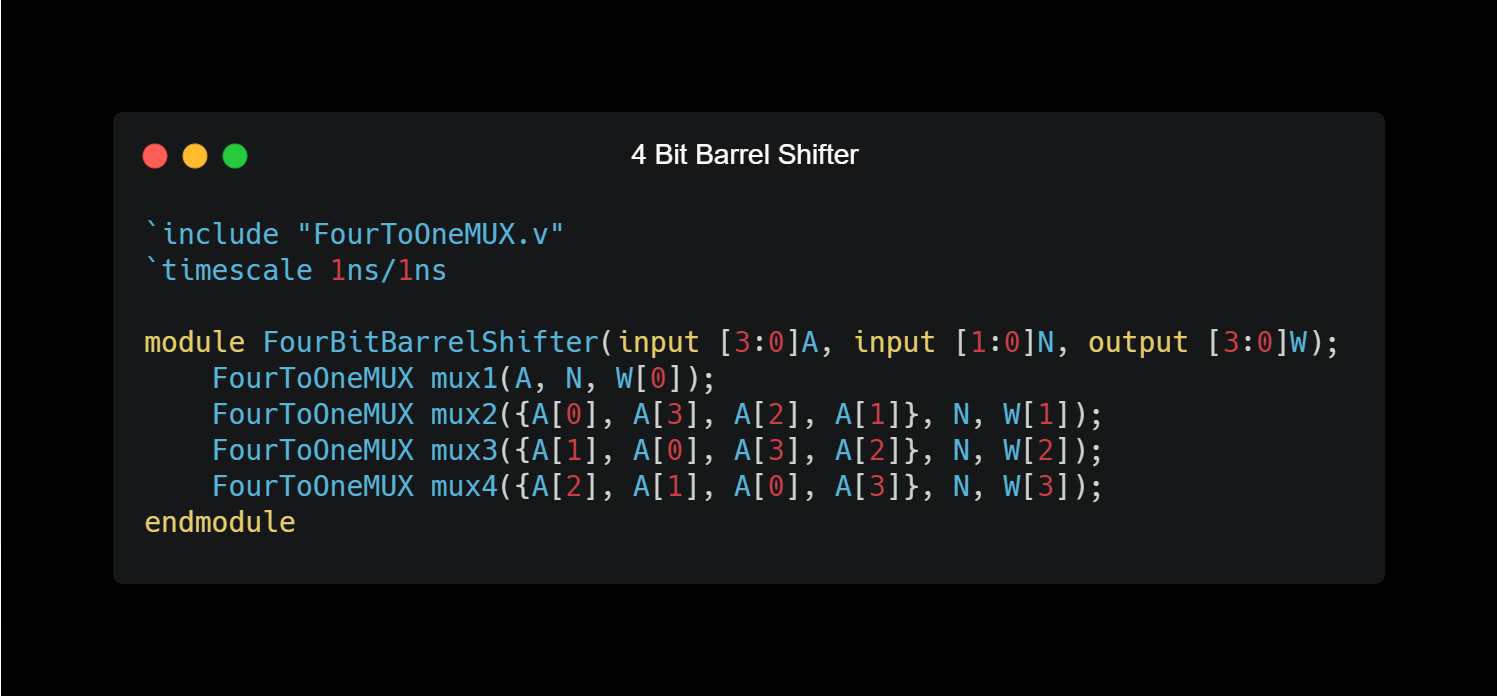 4 Bit Barrel Shifter
`include "FourToOneMUX.v"
`timescale 1ns/1ns
module FourBitBarrelShifter(input [3:0]A, input [1:0]N, output [3:0]W);
    FourToOneMUX mux1(A, N, W[0]);
    FourToOneMUX mux2({A[0], A[3], A[2], A[1]}, N, W[1]);
    FourToOneMUX mux3({A[1], A[0], A[3], A[2]}, N, W[2]);
    FourToOneMUX mux4({A[2], A[1], A[0], A[3]}, N, W[3]);
endmodule